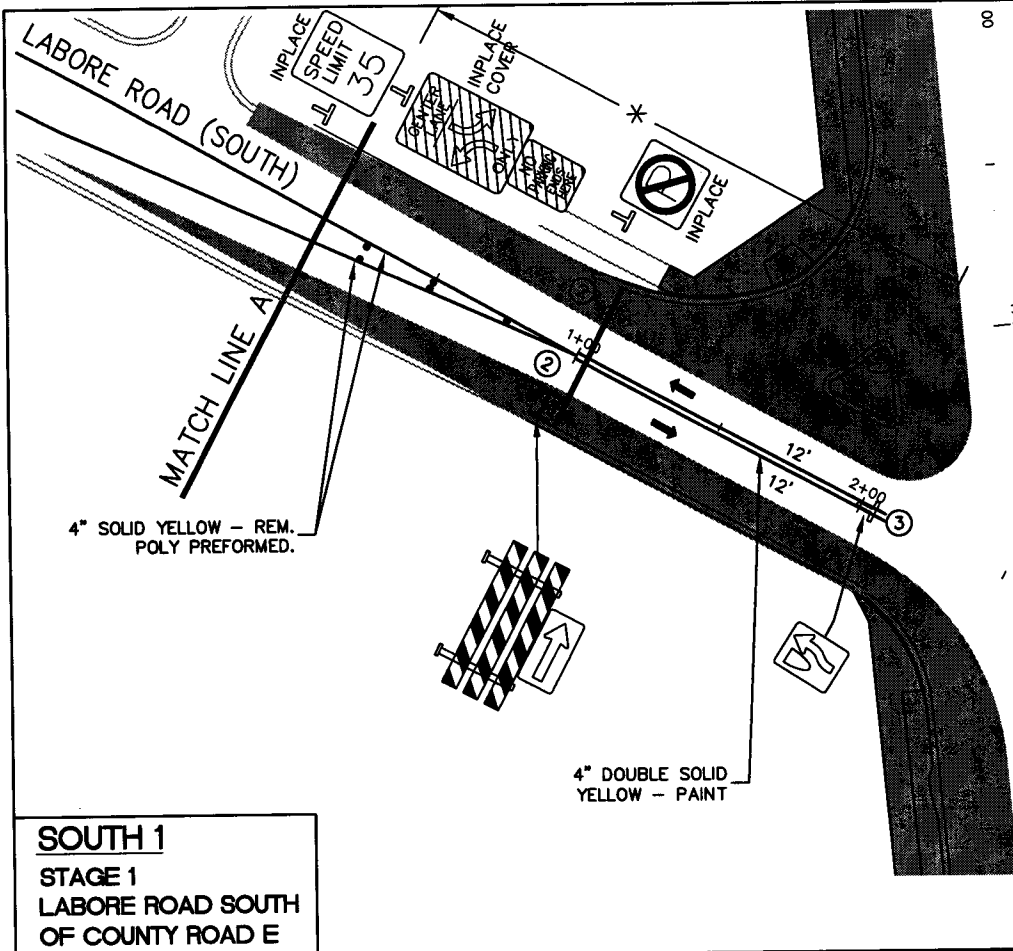 LABORE ROAD (SOUTH)
INPLACE
SPEED
LIMIT
35
INPLACE
COVER
CENTER
LANE
ONLY
NO
PARKING
*
P
INPLACE
00
MATCH LINE A
1+00
2
12'
12'
2+00
3
4" SOLID YELLOW – REM.
POLY PREFORMED.
4" DOUBLE SOLID
YELLOW – PAINT
SOUTH 1
STAGE 1
LABORE ROAD SOUTH
OF COUNTY ROAD E